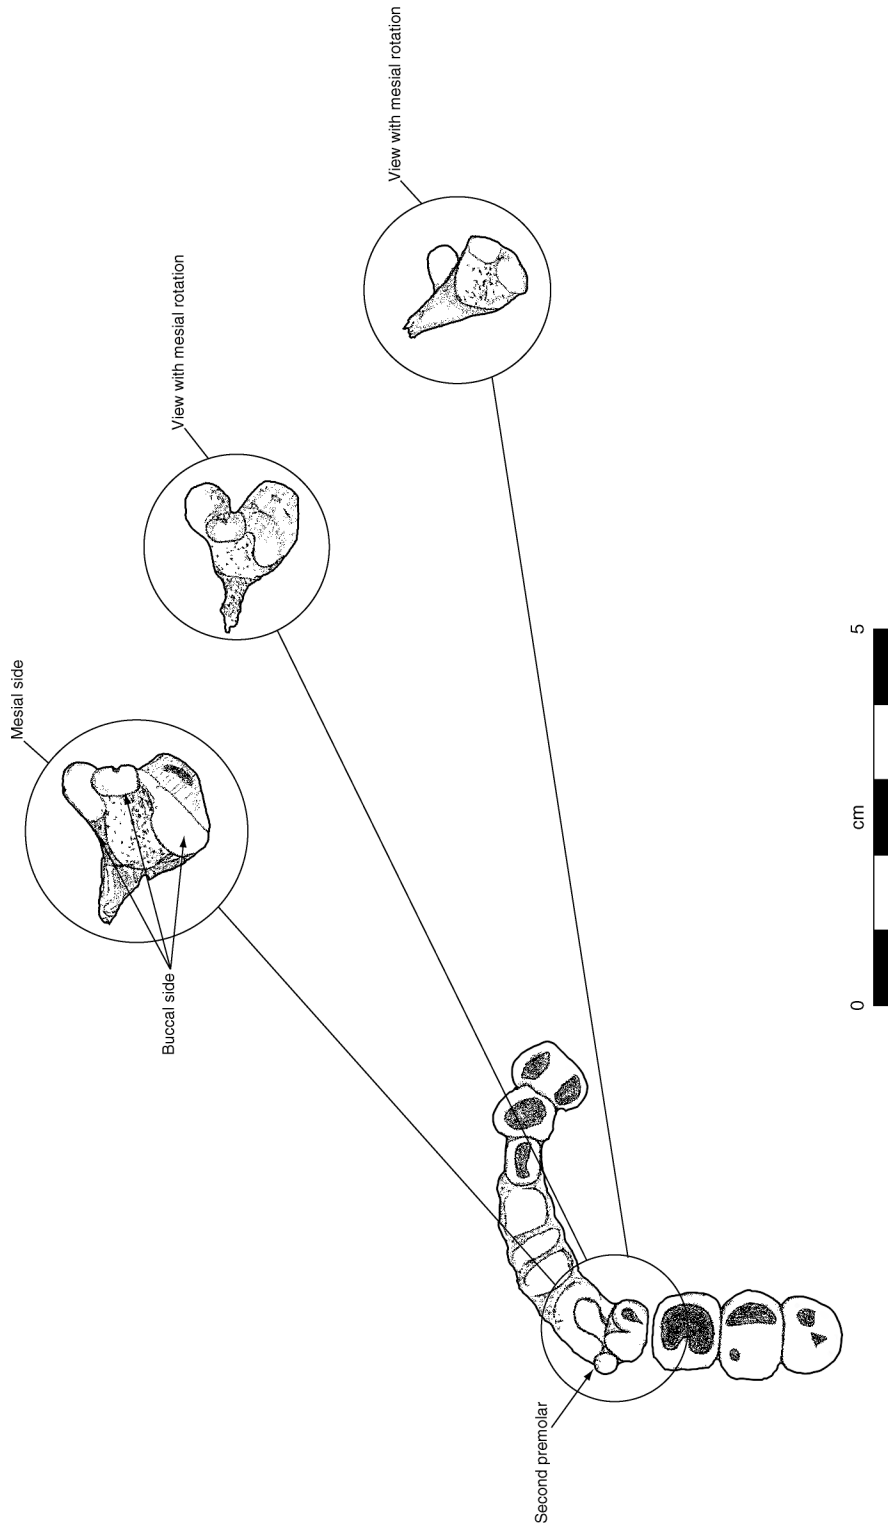 Mesial side
View with mesial rotation
View with mesial rotation
Buccal side
Second premolar
0
cm
5